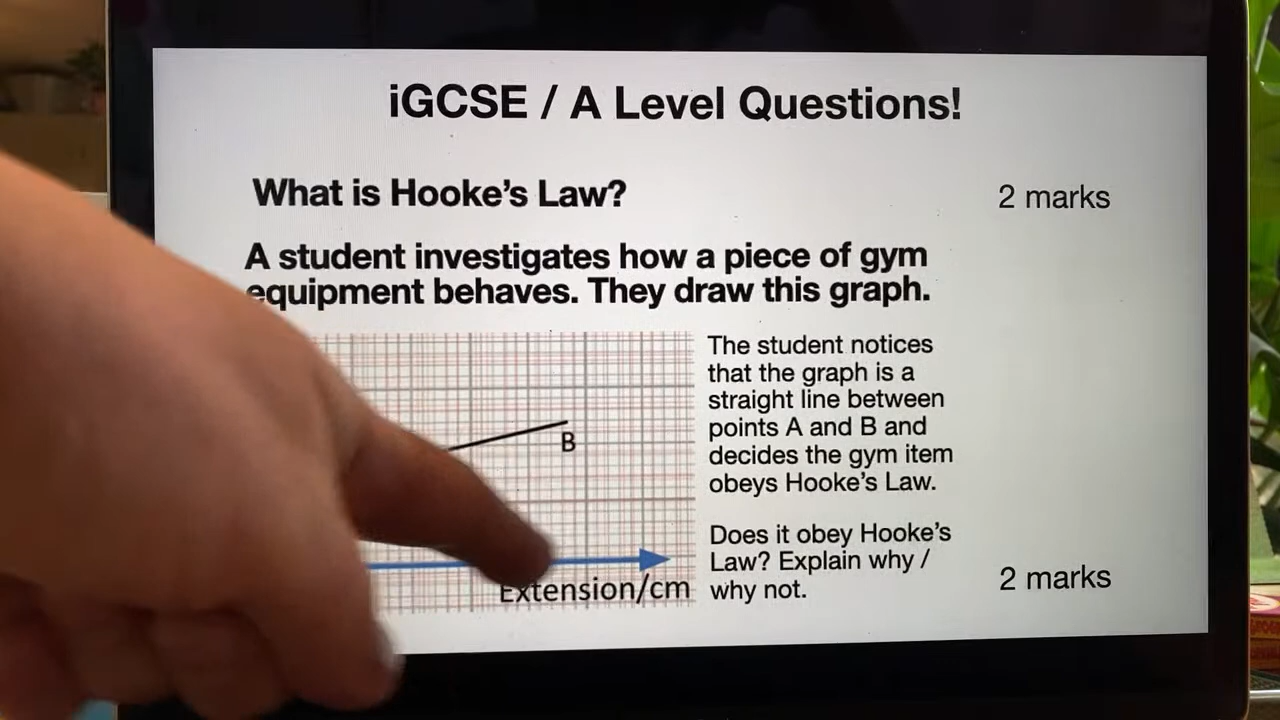 iGCSE / A Level Questions!
What is Hooke's Law?
2 marks
A student investigates how a piece of gym
equipment behaves. They draw this graph.
B
Extension/cm
The student notices
that the graph is a
straight line between
points A and B and
decides the gym item
obeys Hooke's Law.
Does it obey Hooke's
Law? Explain why /
why not.
2 marks